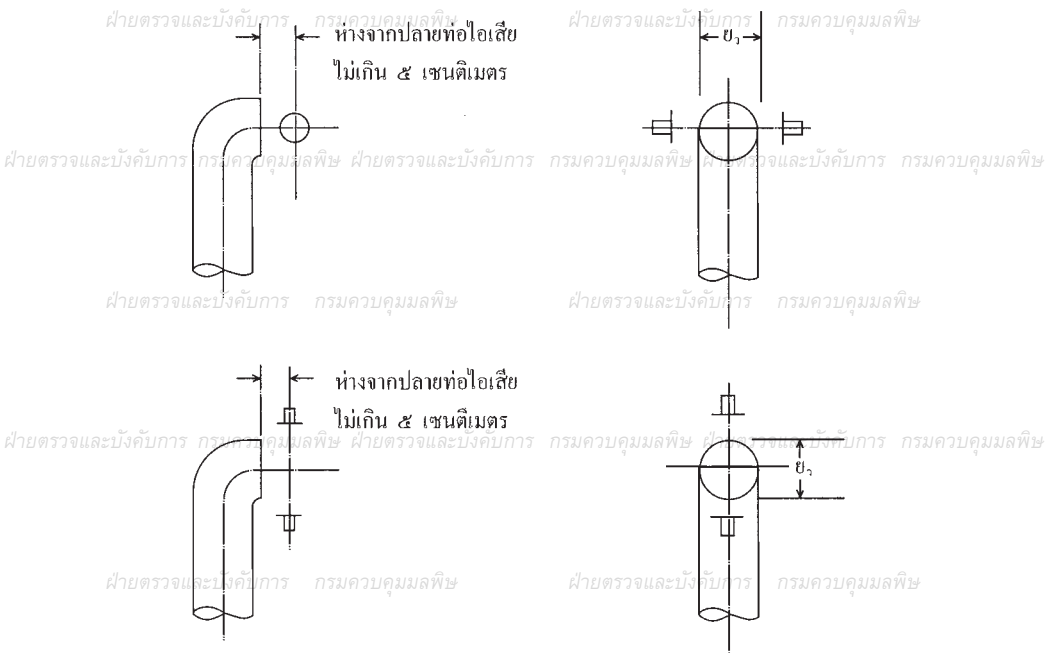 ฝ่ายตรวจและบังคับการ กรมควบคุมมลพิษ ฝ่ายตรวจและบังคับการ กรมควบคุมมลพิษ
ห่างจากปลายท่อไอเสีย
ไม่เกิน ๕ เซนติเมตร
ยว
ฝ่ายตรวจและบังคับการ กรมควบคุมมลพิษ ฝ่ายตรวจและบังคับการ กรมควบคุมมลพิษ ฝ่ายตรวจและบังคับการ กรมควบคุมมลพิษ
ฝ่ายตรวจและบังคับการ กรมควบคุมมลพิษ ฝ่ายตรวจและบังคับการ กรมควบคุมมลพิษ
ห่างจากปลายท่อไอเสีย
ไม่เกิน ๕ เซนติเมตร
ฝ่ายตรวจและบังคับการ กรมควบคุมมลพิษ ฝ่ายตรวจและบังคับการ กรมควบคุมมลพิษ ฝ่ายตรวจและบังคับการ กรมควบคุมมลพิษ
ยว
ฝ่ายตรวจและบังคับการ กรมควบคุมมลพิษ ฝ่ายตรวจและบังคับการ กรมควบคุมมลพิษ